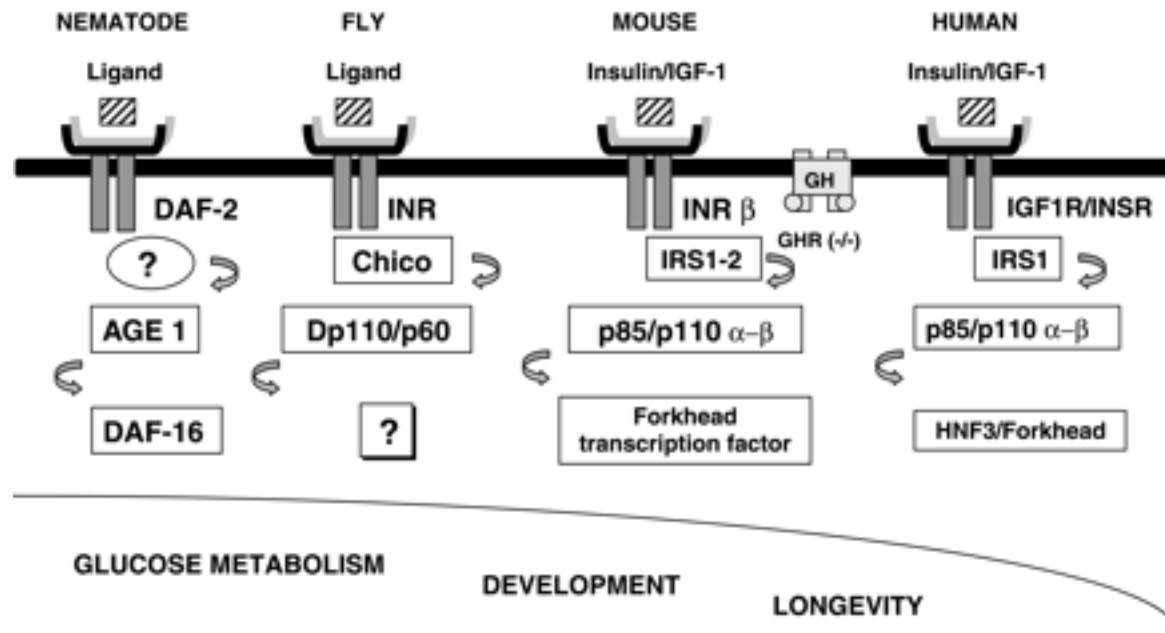 NEMATODE FLY MOUSE HUMAN
Ligand Ligand Insulin/IGF-1 Insulin/IGF-1
GH
DAF-2 INR INR β IGF1R/INSR
GHR (-/-)
? Chico IRS1-2 IRS1
AGE 1 Dp110/p60 p85/p110 α–β p85/p110 α–β
DAF-16 ? Forkhead HNF3/Forkhead
transcription factor
GLUCOSE METABOLISM
DEVELOPMENT
LONGEVITY